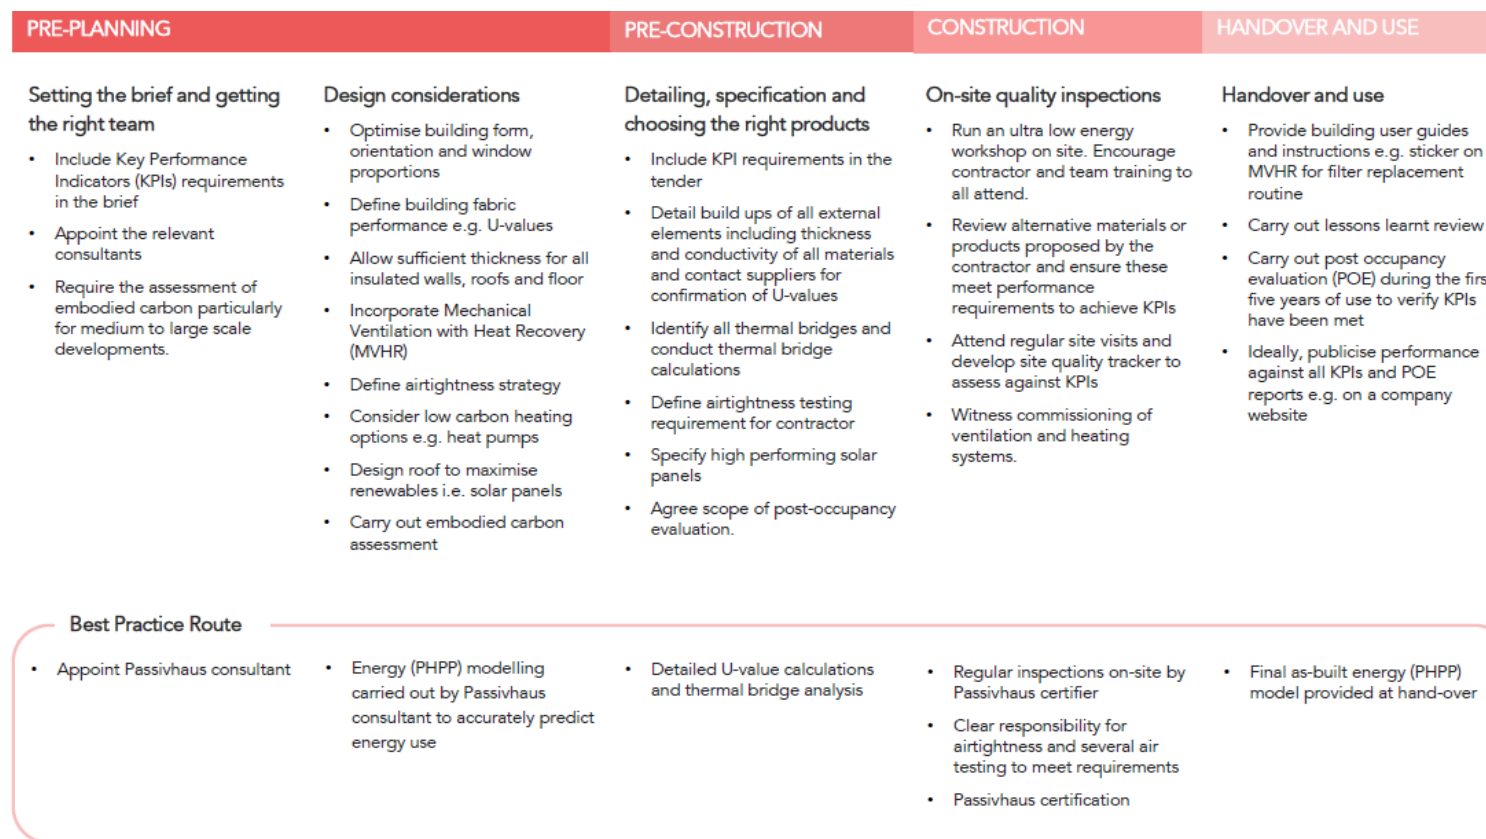 PRE-PLANNING
PRE-CONSTRUCTION
CONSTRUCTION
HANDOVER AND USE
Setting the brief and getting
the right team
• Include Key Performance
Indicators (KPIs) requirements
in the brief
• Appoint the relevant
consultants
• Require the assessment of
embodied carbon particularly
for medium to large scale
developments.
Design considerations
• Optimise building form,
orientation and window
proportions
• Define building fabric
performance e.g. U-values
• Allow sufficient thickness for all
insulated walls, roofs and floor
• Incorporate Mechanical
Ventilation with Heat Recovery
(MVHR)
• Define airtightness strategy
• Consider low carbon heating
options e.g. heat pumps
• Design roof to maximise
renewables i.e. solar panels
• Carry out embodied carbon
assessment
Detailing, specification and
choosing the right products
• Include KPI requirements in the
tender
• Detail build ups of all external
elements including thickness
and conductivity of all materials
and contact suppliers for
confirmation of U-values
• Identify all thermal bridges and
conduct thermal bridge
calculations
• Define airtightness testing
requirement for contractor
• Specify high performing solar
panels
• Agree scope of post-occupancy
evaluation.
On-site quality inspections
• Run an ultra low energy
workshop on site. Encourage
contractor and team training to
all attend.
• Review alternative materials or
products proposed by the
contractor and ensure these
meet performance
requirements to achieve KPIs
• Attend regular site visits and
develop site quality tracker to
assess against KPIs
• Witness commissioning of
ventilation and heating
systems.
Handover and use
• Provide building user guides
and instructions e.g. sticker on
MVHR for filter replacement
routine
• Carry out lessons learnt review
• Carry out post occupancy
evaluation (POE) during the firs
five years of use to verify KPIs
have been met
• Ideally, publicise performance
against all KPIs and POE
reports e.g. on a company
website
Best Practice Route
• Appoint Passivhaus consultant
• Energy (PHPP) modelling
carried out by Passivhaus
consultant to accurately predict
energy use
• Detailed U-value calculations
and thermal bridge analysis
• Regular inspections on-site by
Passivhaus certifier
• Clear responsibility for
airtightness and several air
testing to meet requirements
• Passivhaus certification
• Final as-built energy (PHPP)
model provided at hand-over